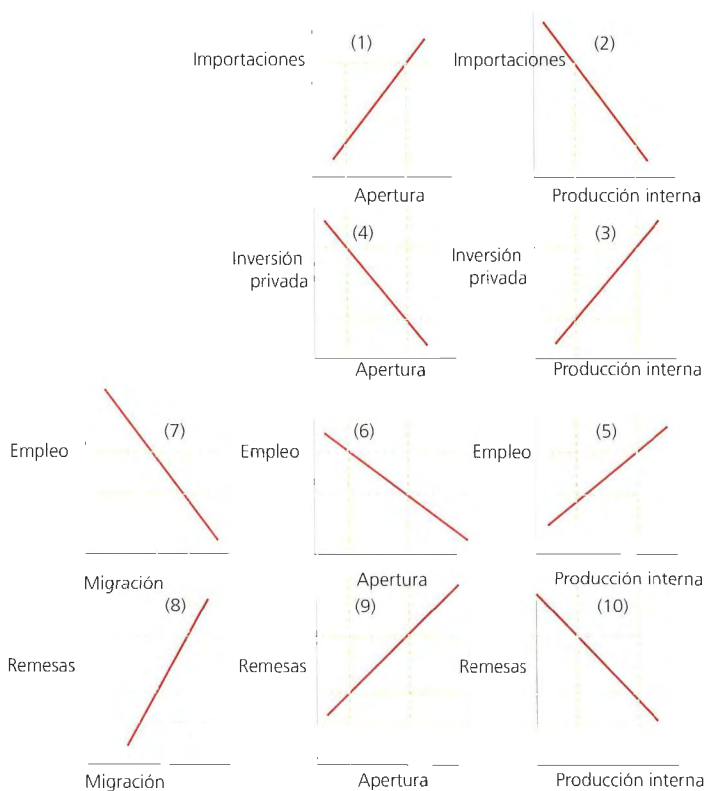 (1)
Importaciones
Apertura
(2)
Importaciones
Producción interna
(4)
Inversión
privada
Apertura
(3)
Inversión
privada
Producción interna
(7)
Empleo
Migración
(6)
Empleo
Apertura
(5)
Empleo
Producción interna
(8)
Remesas
Migración
(9)
Remesas
Apertura
(10)
Remesas
Producción interna